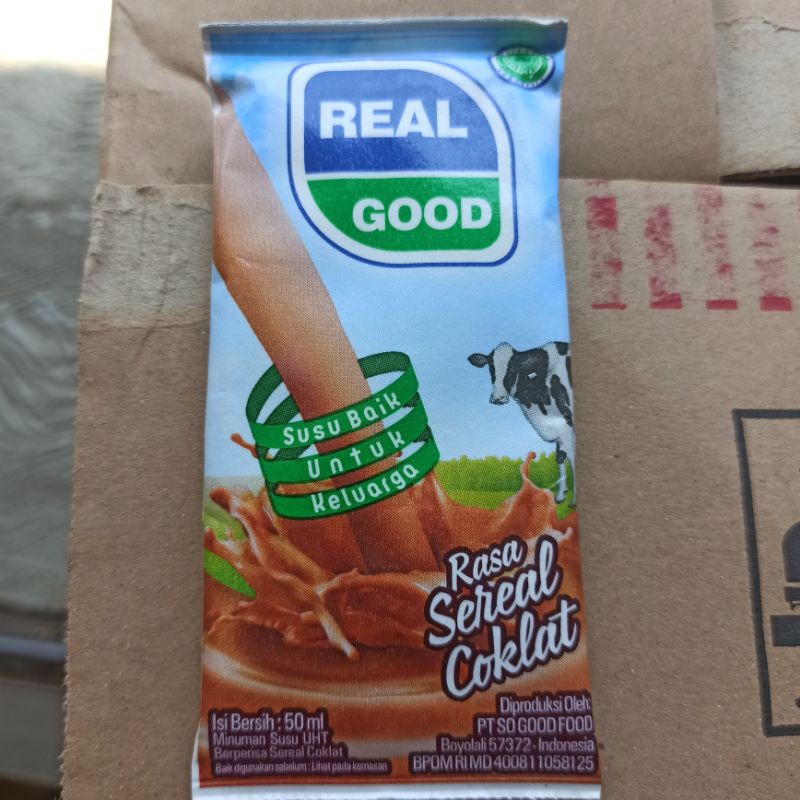 REAL
GOOD
Susu Baik
Untuk
Keluarga
Rasa
Sereal
Coklat
Isi Bersih : 50 ml
Minuman Susu UHT
Berperisa Sereal Coklat
Baik digunakan sebelum : Lihat pada kemasan
Diproduksi Oleh:
PT SO GOOD FOOD
Boyolali 57372 - Indonesia
BPOM RI MD 400811058125